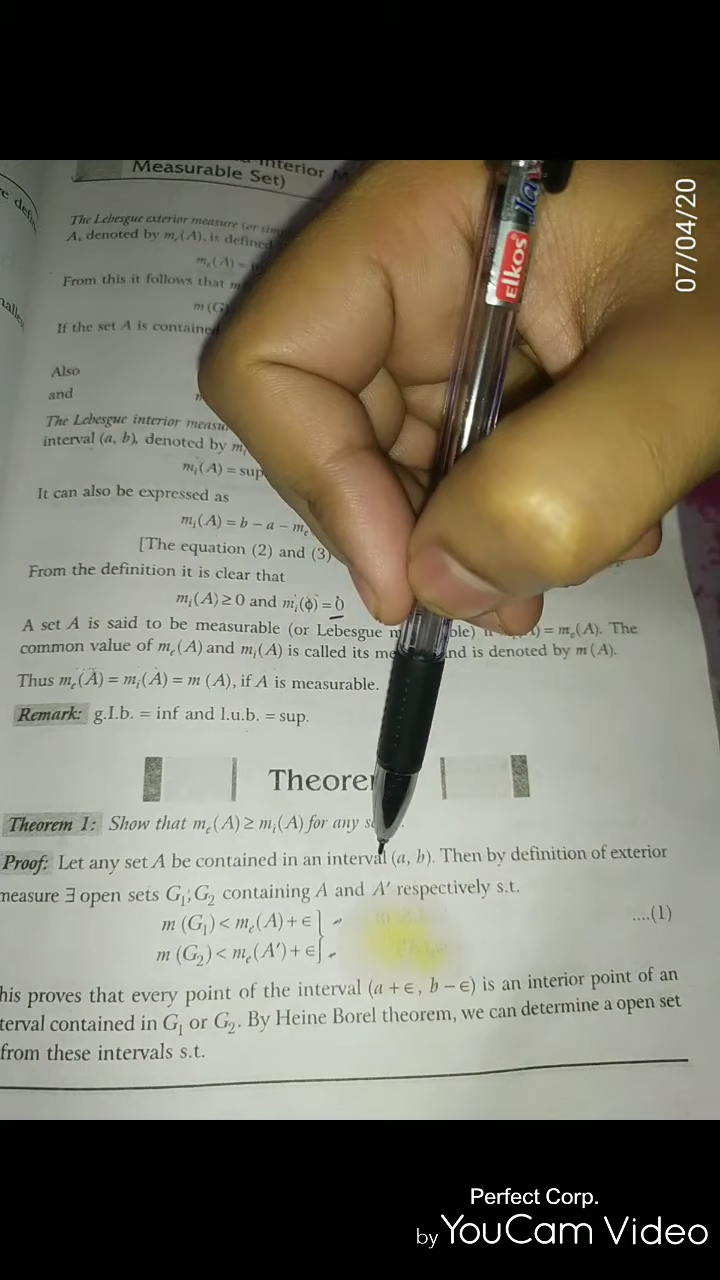 interior
Measurable Set)
The Lebesgue exterior measure (or
A, denoted by mₑ(A), is defined
mₑ(A) =
From this it follows that
m(G
If the set A is contained
Also
and
The Lebesgue interior
interval (a, b), denoted by
mᵢ(A) = sup
It can also be expressed as
mᵢ(A) = b – a – mₑ
[The equation (2) and (3)
From the definition it is clear that
mᵢ(A) ≥ 0 and mᵢ(ϕ) = 0
A set A is said to be measurable (or Lebesgue = mₑ(A). The
common value of mₑ(A) and mᵢ(A) is called its and is denoted by m(A).
Thus mₑ(A) = mᵢ(A) = m (A), if A is measurable.
Remark: g.I.b. = inf and l.u.b. = sup.
Theore
Theorem 1: Show that mₑ(A) ≥ mᵢ(A) for any
Proof: Let any set A be contained in an interval (a, b). Then by definition of exterior
measure ∃ open sets G₁, G₂ containing A and A′ respectively s.t.
m (G₁) < mₑ(A) + ∈ ]
m (G₂) < mₑ(A′) + ∈ ] ....(1)
his proves that every point of the interval (a + ∈, b – ∈) is an interior point of an
terval contained in G₁ or G₂. By Heine Borel theorem, we can determine a open set
from these intervals s.t.
Elkos
07/04/20
Perfect Corp.
by YouCam Video